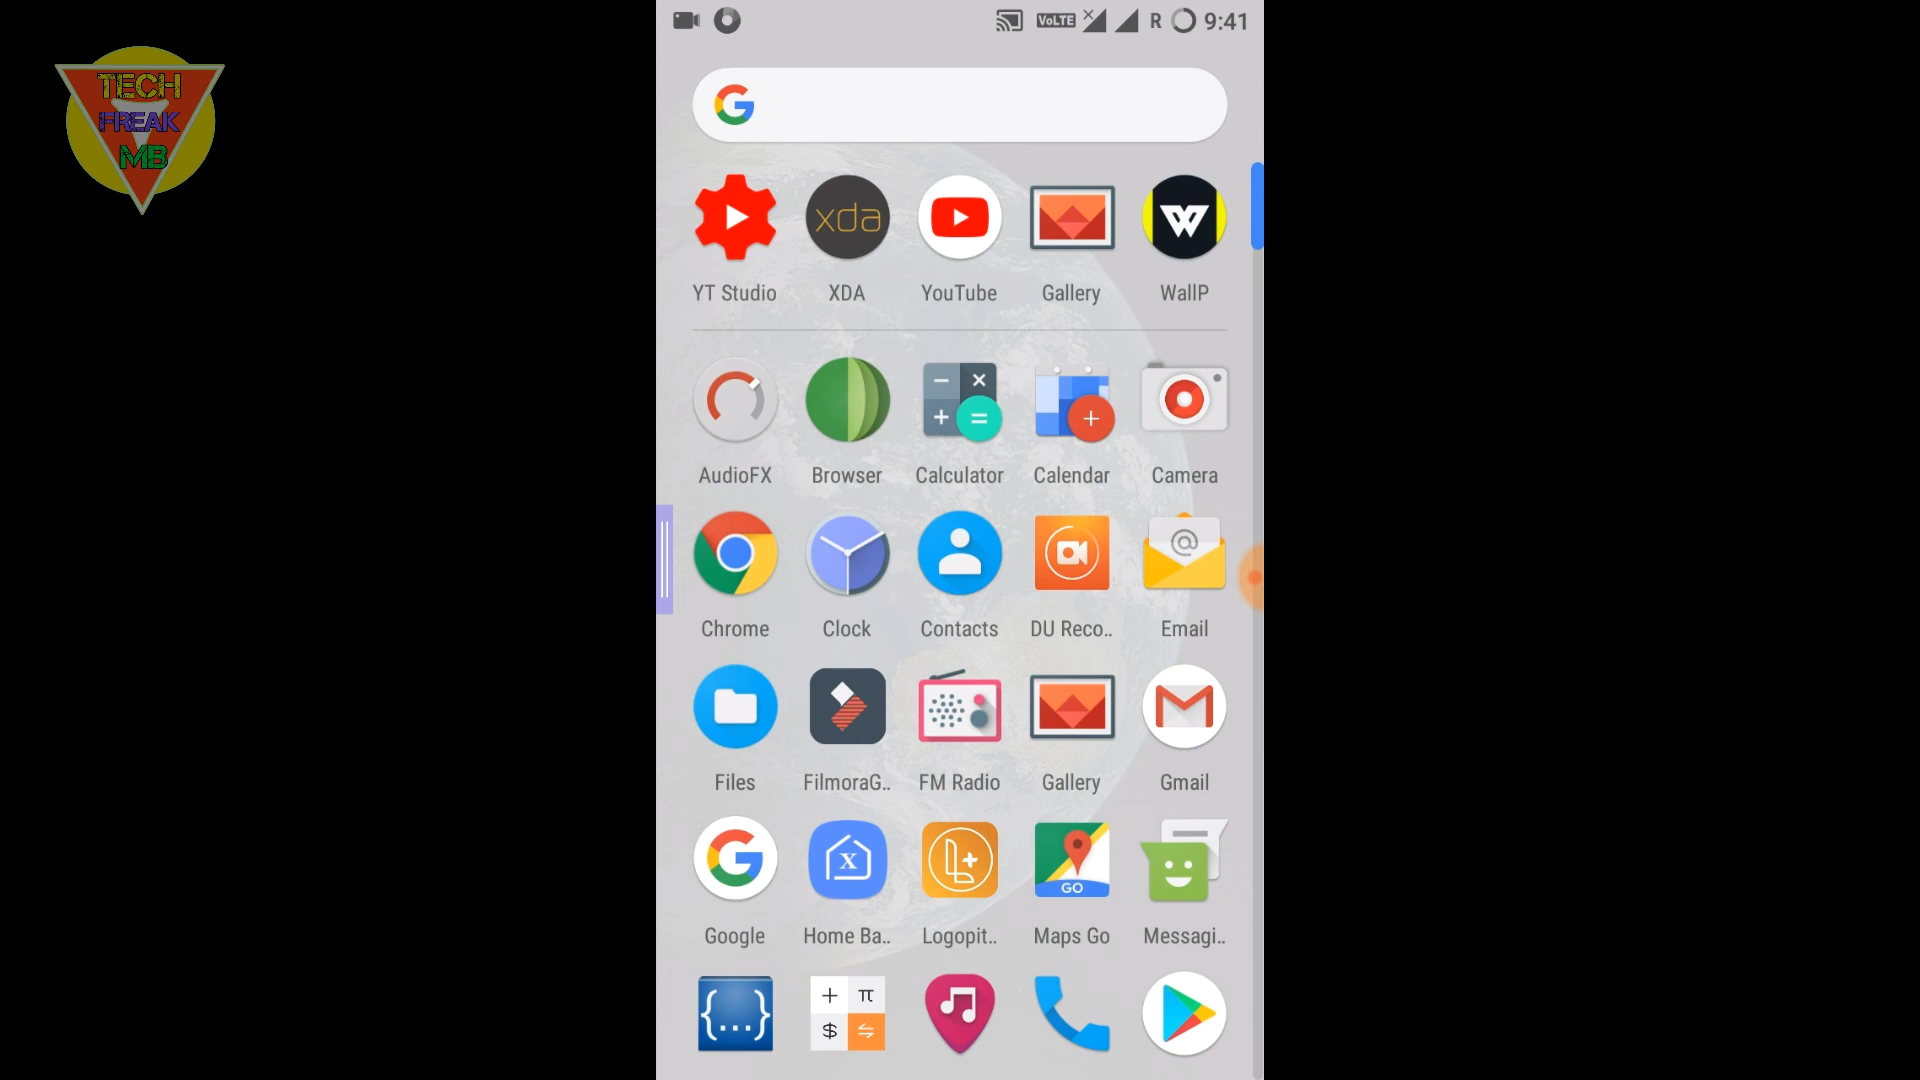 TECH
FREAK
MB
VoLTE R 9:41
G
xda
W
YT Studio XDA YouTube Gallery WallP
AudioFX Browser Calculator Calendar Camera
@
Chrome Clock Contacts DU Reco.. Email
Files FilmoraG.. FM Radio Gallery Gmail
G X L+ GO
Google Home Ba.. Logopit.. Maps Go Messagi..
{...} + π
$